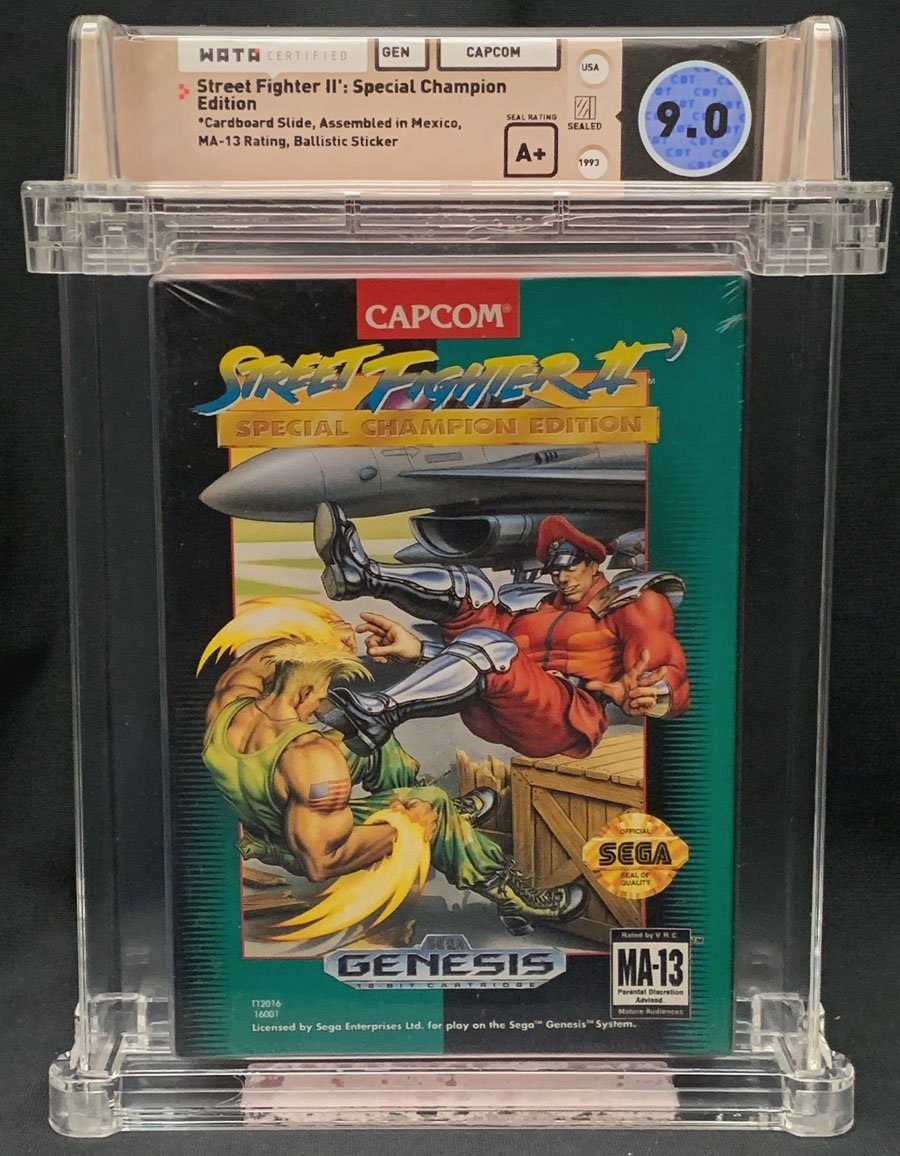 WATA CERTIFIED
GEN
CAPCOM
Street Fighter II': Special Champion
Edition
*Cardboard Slide, Assembled in Mexico,
MA-13 Rating, Ballistic Sticker
SEAL RATING
A+
USA
SEALED
1993
CBT
9.0
CAPCOM®
STREET FIGHTER II'™
SPECIAL CHAMPION EDITION
OFFICIAL
SEGA
SEAL OF
QUALITY
SEGA
GENESIS
16-BIT CARTRIDGE
Rated by V.R.C.
MA-13
Parental Discretion
Advised.
Mature Audiences
T12016
16001
Licensed by Sega Enterprises Ltd. for play on the Sega™ Genesis™ System.